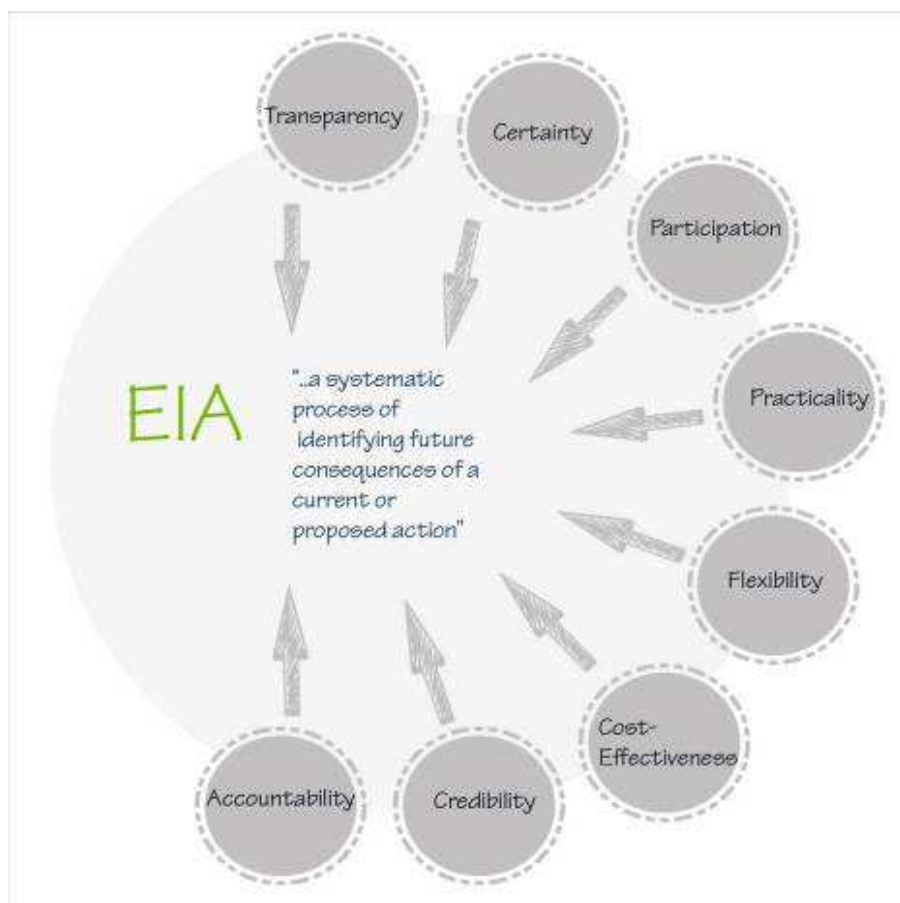 Transparency
Certainty
Participation
Practicality
EIA
"..a systematic
process of
identifying future
consequences of a
current or
proposed action"
Flexibility
Cost-
Effectiveness
Credibility
Accountability